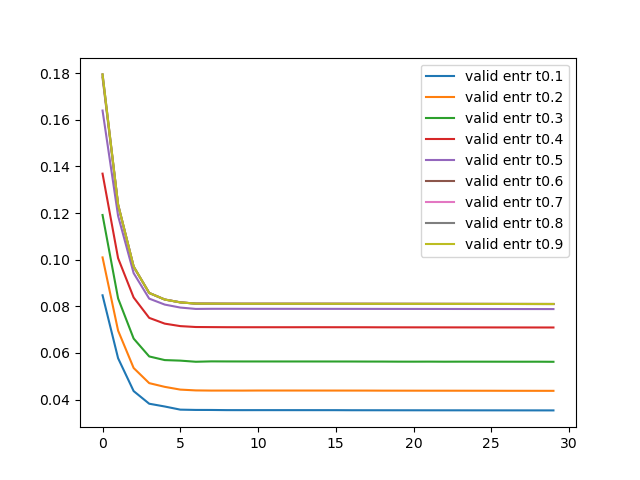 0.18
0.16
0.14
0.12
0.10
0.08
0.06
0.04
0 5 10 15 20 25 30
valid entr t0.1
valid entr t0.2
valid entr t0.3
valid entr t0.4
valid entr t0.5
valid entr t0.6
valid entr t0.7
valid entr t0.8
valid entr t0.9